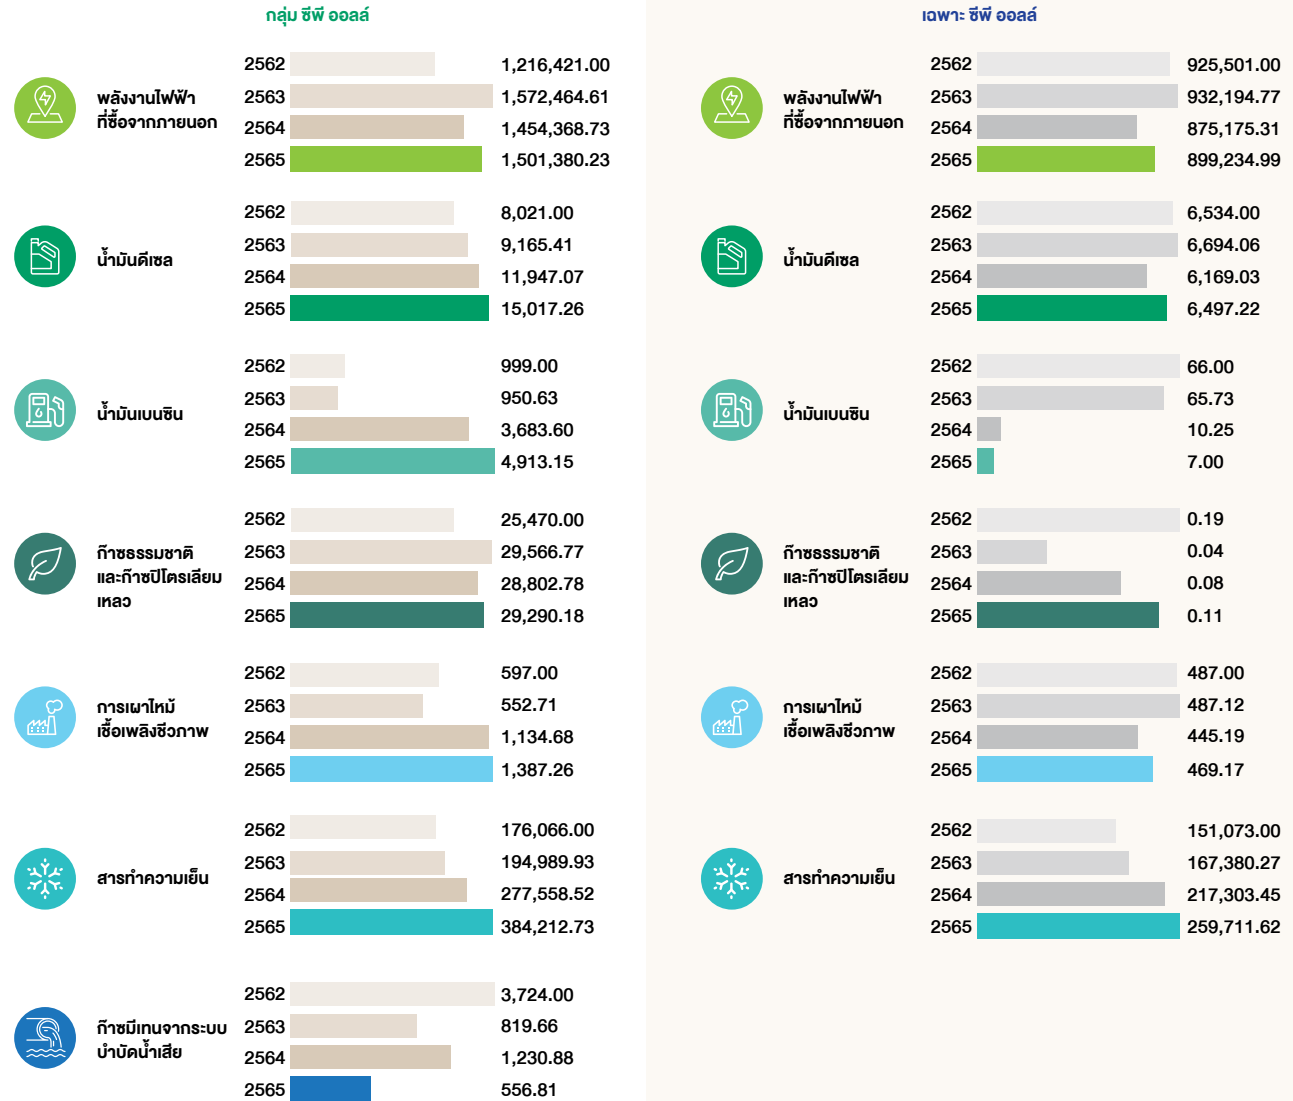 กลุ่ม ซีพี ออลล์
พลังงานไฟฟ้า
ที่ซื้อจากภายนอก
2562 1,216,421.00
2563 1,572,464.61
2564 1,454,368.73
2565 1,501,380.23
น้ำมันดีเซล
2562 8,021.00
2563 9,165.41
2564 11,947.07
2565 15,017.26
น้ำมันเบนซิน
2562 999.00
2563 950.63
2564 3,683.60
2565 4,913.15
ก๊าซธรรมชาติ
และก๊าซปิโตรเลียม
เหลว
2562 25,470.00
2563 29,566.77
2564 28,802.78
2565 29,290.18
การเผาไหม้
เชื้อเพลิงชีวภาพ
2562 597.00
2563 552.71
2564 1,134.68
2565 1,387.26
สารทำความเย็น
2562 176,066.00
2563 194,989.93
2564 277,558.52
2565 384,212.73
ก๊าซมีเทนจากระบบ
บำบัดน้ำเสีย
2562 3,724.00
2563 819.66
2564 1,230.88
2565 556.81
เฉพาะ ซีพี ออลล์
พลังงานไฟฟ้า
ที่ซื้อจากภายนอก
2562 925,501.00
2563 932,194.77
2564 875,175.31
2565 899,234.99
น้ำมันดีเซล
2562 6,534.00
2563 6,694.06
2564 6,169.03
2565 6,497.22
น้ำมันเบนซิน
2562 66.00
2563 65.73
2564 10.25
2565 7.00
ก๊าซธรรมชาติ
และก๊าซปิโตรเลียม
เหลว
2562 0.19
2563 0.04
2564 0.08
2565 0.11
การเผาไหม้
เชื้อเพลิงชีวภาพ
2562 487.00
2563 487.12
2564 445.19
2565 469.17
สารทำความเย็น
2562 151,073.00
2563 167,380.27
2564 217,303.45
2565 259,711.62